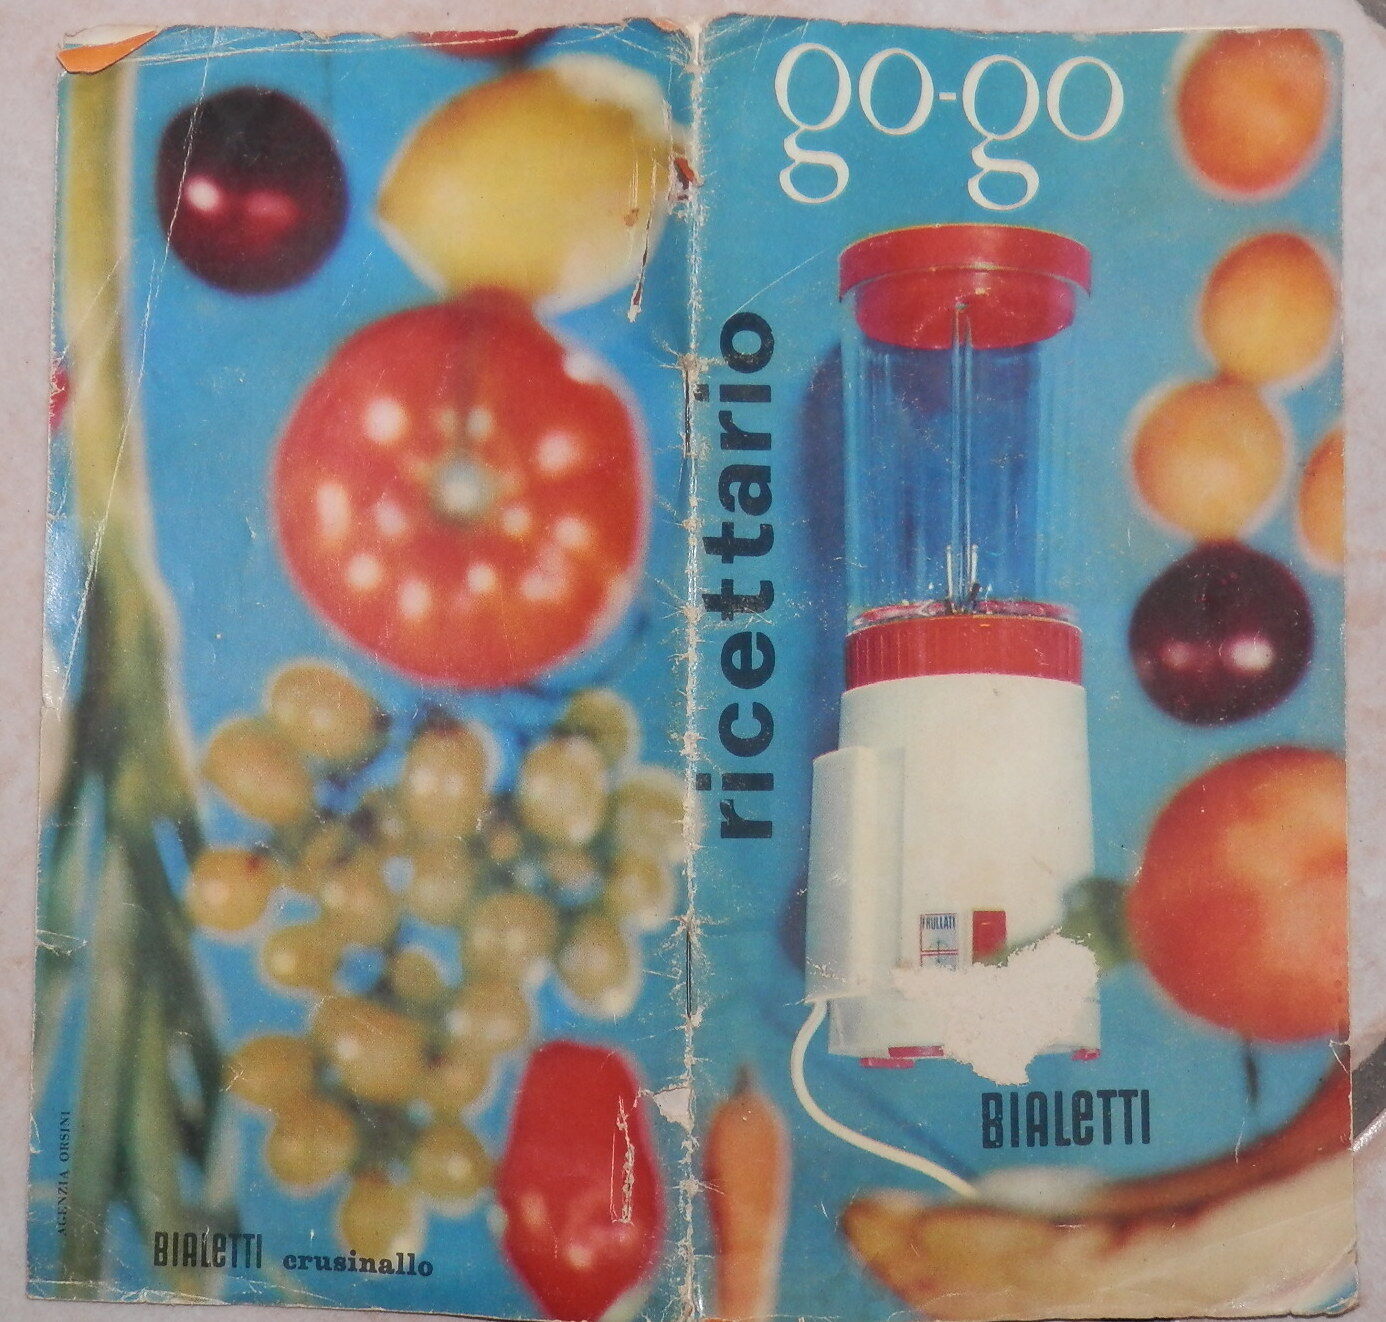 go-go
ricettario
FRULLATI
BIALETTI
AGENZIA ORSINI
BIALETTI crusinallo